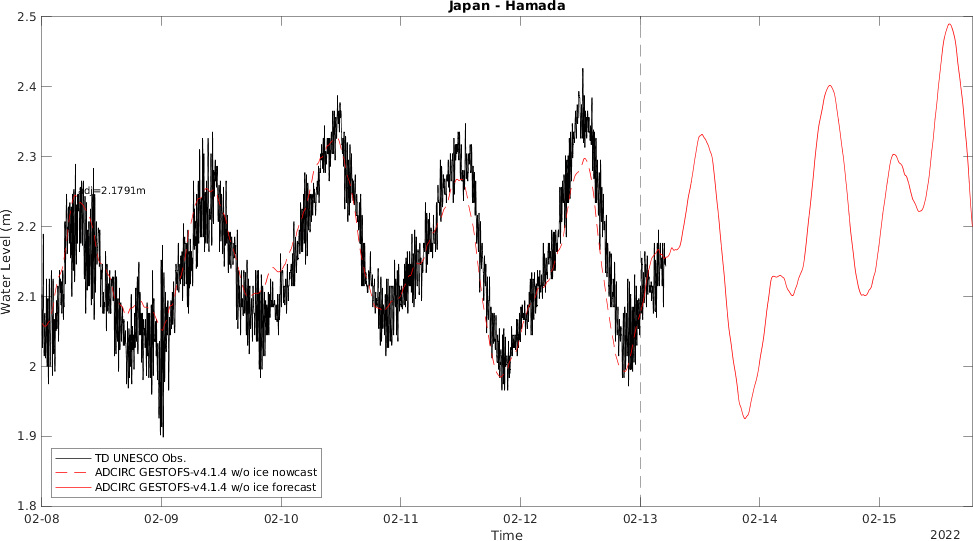 Japan - Hamada
2.5
2.4
2.3
2.2
2.1
2
1.9
1.8
Water Level (m)
adj=2.1791m
TD UNESCO Obs.
ADCIRC GESTOFS-v4.1.4 w/o ice nowcast
ADCIRC GESTOFS-v4.1.4 w/o ice forecast
02-08
02-09
02-10
02-11
02-12
02-13
02-14
02-15
Time
2022